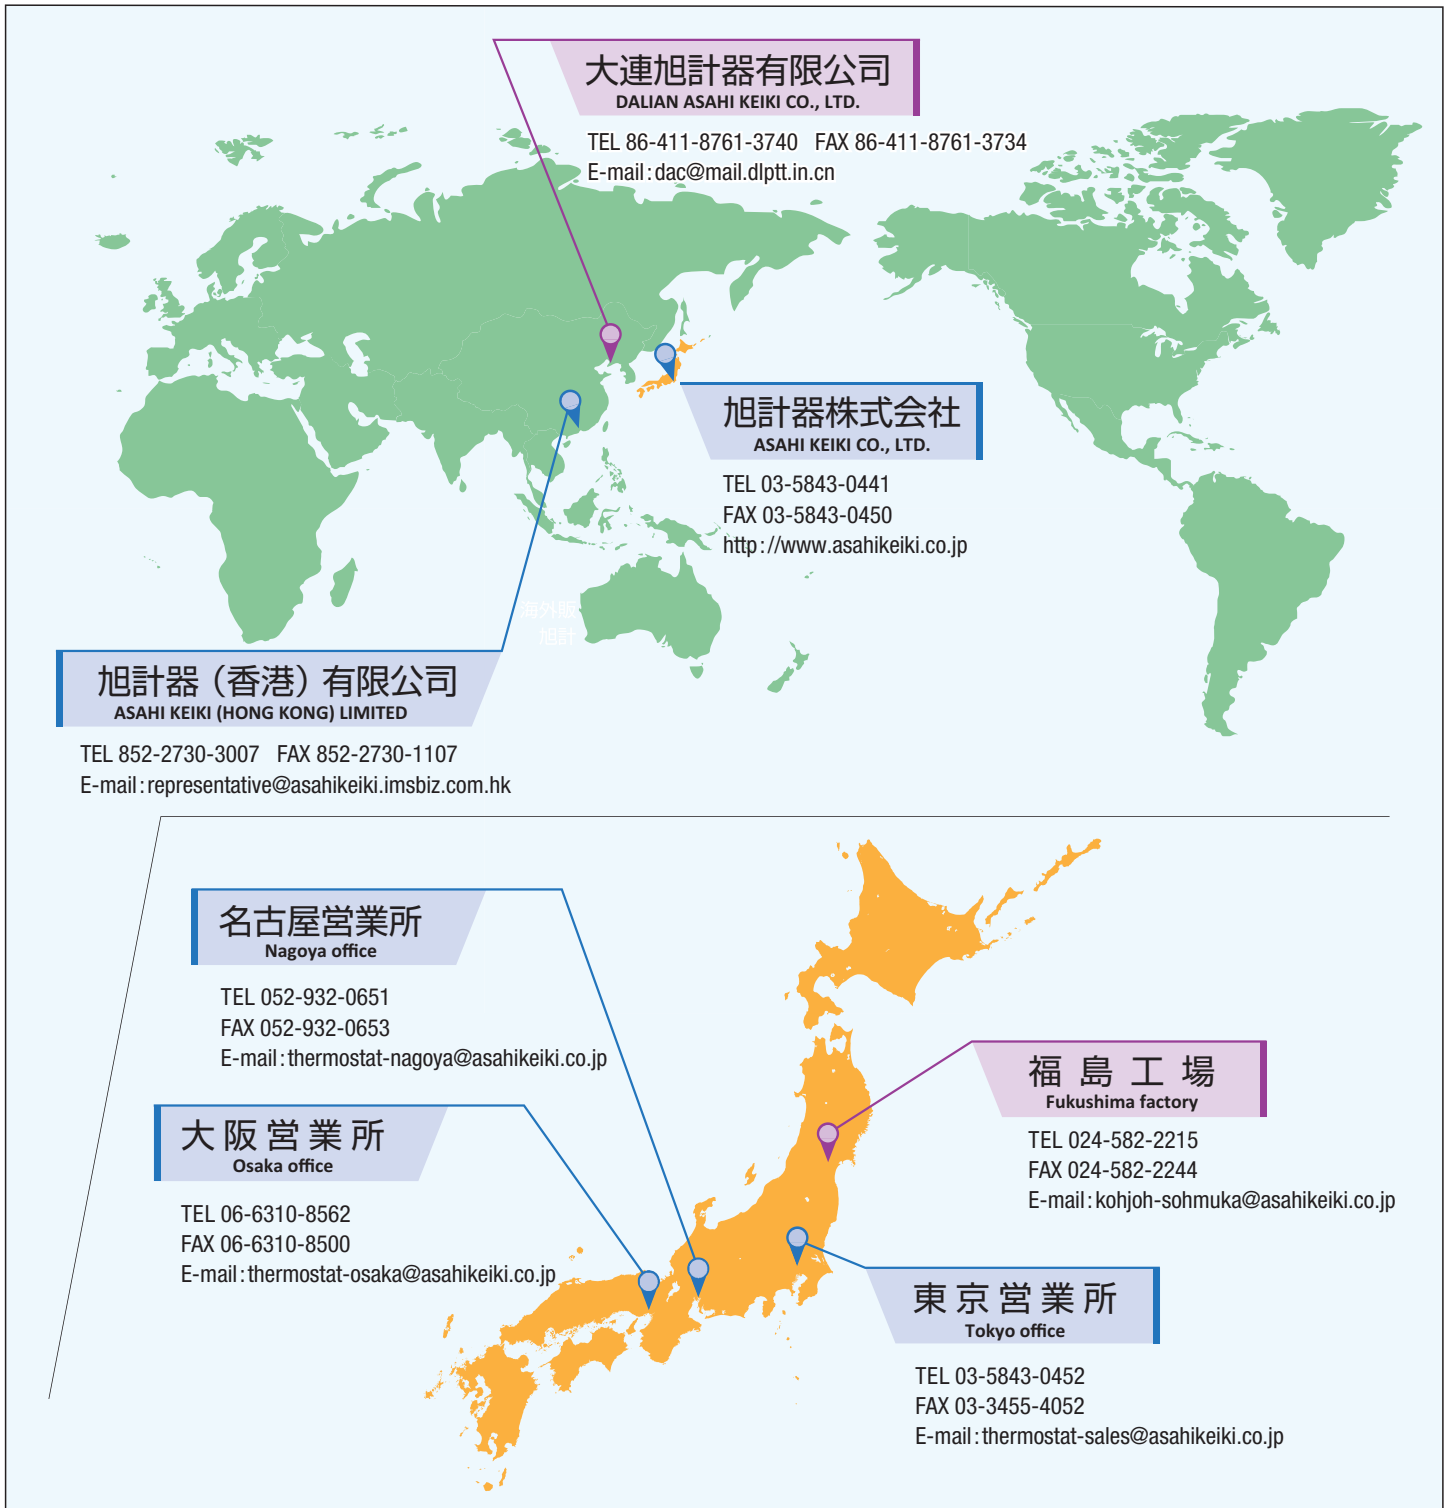 大連旭計器有限公司
DALIAN ASAHI KEIKI CO., LTD.
TEL 86-411-8761-3740 FAX 86-411-8761-3734
E-mail:dac@mail.dlptt.in.cn
旭計器株式会社
ASAHI KEIKI CO., LTD.
TEL 03-5843-0441
FAX 03-5843-0450
http://www.asahikeiki.co.jp
海外販
旭計
旭計器（香港）有限公司
ASAHI KEIKI (HONG KONG) LIMITED
TEL 852-2730-3007 FAX 852-2730-1107
E-mail:representative@asahikeiki.imsbiz.com.hk
名古屋営業所
Nagoya office
TEL 052-932-0651
FAX 052-932-0653
E-mail:thermostat-nagoya@asahikeiki.co.jp
大阪営業所
Osaka office
TEL 06-6310-8562
FAX 06-6310-8500
E-mail:thermostat-osaka@asahikeiki.co.jp
福島工場
Fukushima factory
TEL 024-582-2215
FAX 024-582-2244
E-mail:kohjoh-sohmuka@asahikeiki.co.jp
東京営業所
Tokyo office
TEL 03-5843-0452
FAX 03-3455-4052
E-mail:thermostat-sales@asahikeiki.co.jp